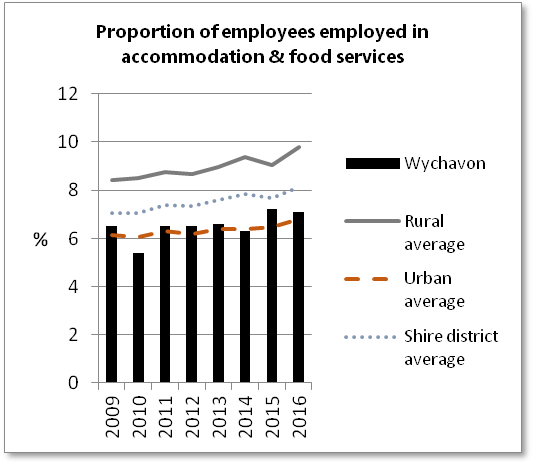 Proportion of employees employed in
accommodation & food services
12
10
8
6
4
2
0
%
2009
2010
2011
2012
2013
2014
2015
2016
Wychavon
Rural
average
Urban
average
Shire district
average